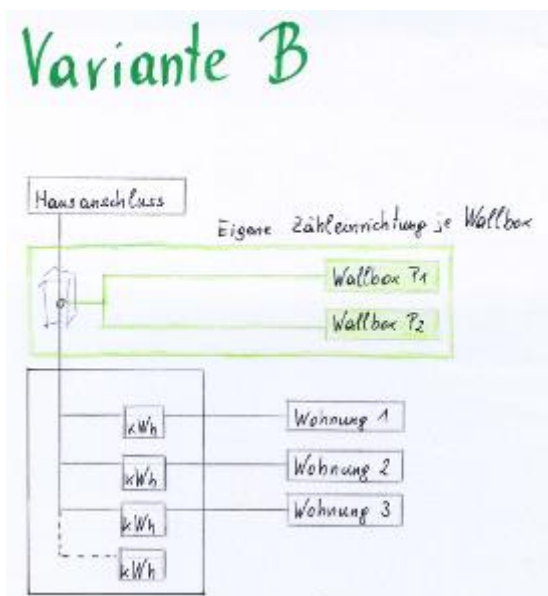 Variante B
Hausanschluss
Eigene Zähleinrichtung je Wallbox
Wallbox P1
Wallbox P2
kWh Wohnung 1
kWh Wohnung 2
kWh Wohnung 3
kWh